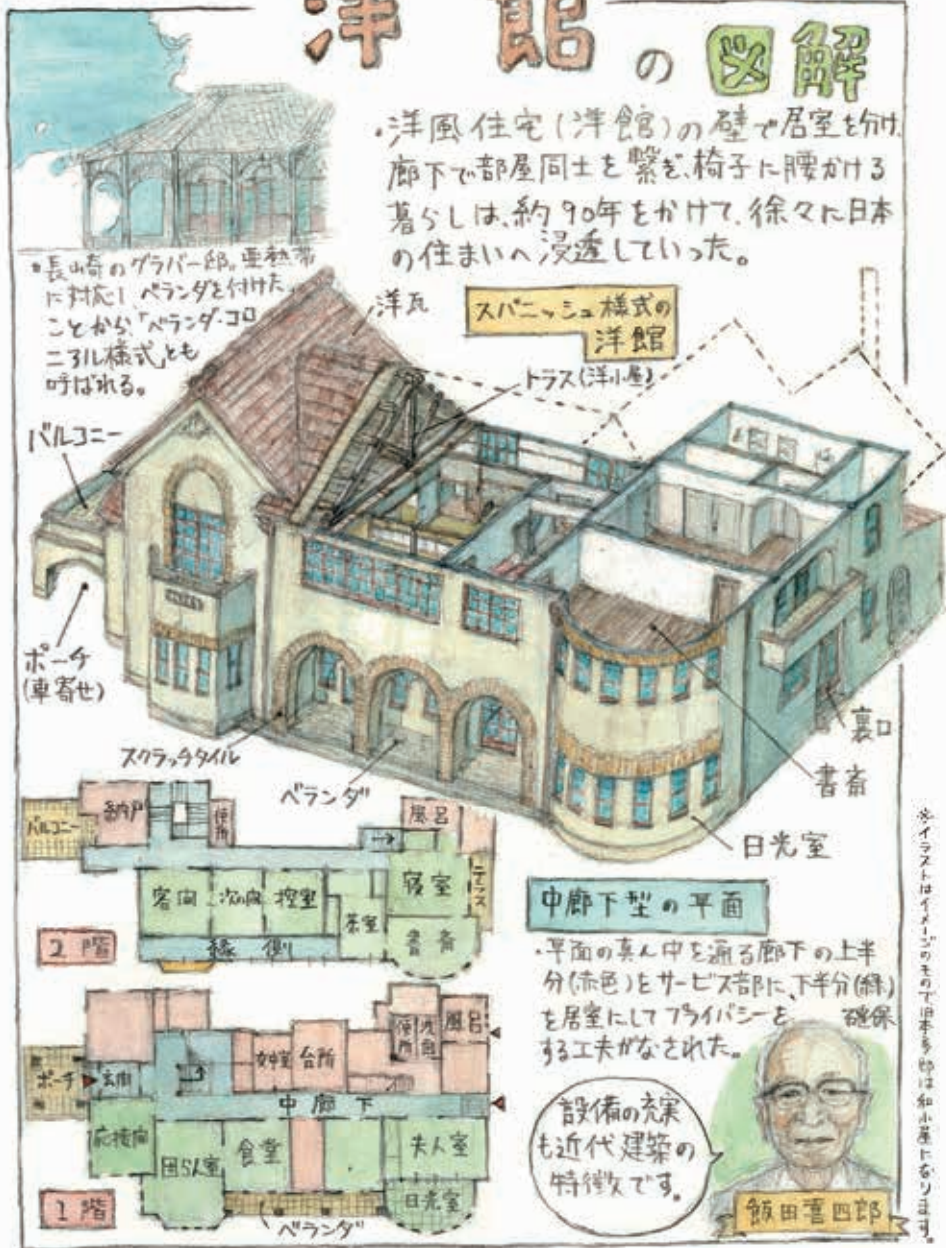 洋館の図解
・洋風住宅(洋館)の壁で居室を分け、
廊下で部屋同士を繋ぎ、椅子に腰かける
暮らしは、約90年をかけて、徐々に日本
の住まいへ浸透していった。
・長崎のグラバー邸。亜熱帯
に対応し、ベランダを付けた
ことから、「ベランダ・コロ
ニアル様式」とも
呼ばれる。
洋瓦
スパニッシュ様式の
洋館
トラス(洋小屋)
バルコニー
ポーチ
(車寄せ)
スクラッチタイル
ベランダ
裏口
書斎
日光室
バルコニー
納戸
便所
風呂
客間
次の間
控室
茶室
寝室
テラス
縁側
書斎
2階
ポーチ
玄関
女中室
台所
便所
洗面
風呂
中廊下
応接間
団らん室
食堂
夫人室
日光室
ベランダ
1階
中廊下型の平面
・平面の真ん中を通る廊下の上半
分(赤色)をサービス部に、下半分(緑)
を居室にしてプライバシーを 確保
する工夫がなされた。
設備の充実
も近代建築の
特徴です。
飯田喜四郎
※イラストはイメージのもので旧本多邸は和小屋になります。